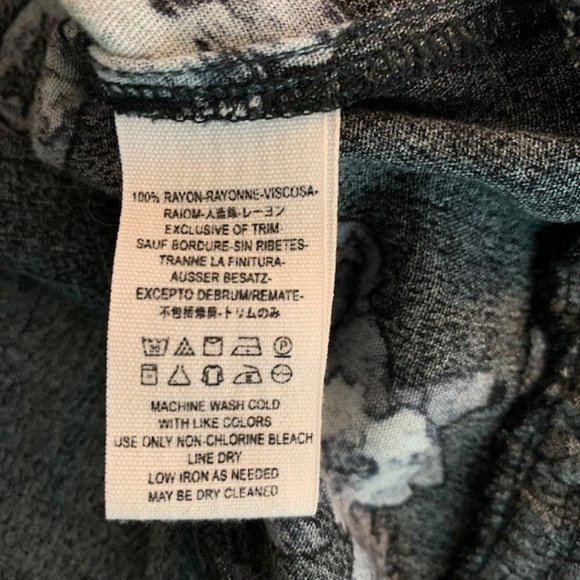 100% RAYON-RAYONNE-VISCOSA-
RAIOM-人造絲-レーヨン
EXCLUSIVE OF TRIM-
SAUF BORDURE-SIN RIBETES-
TRANNE LA FINITURA-
AUSSER BESATZ-
EXCEPTO DEBRUM/REMATE-
不包括修飾-トリムのみ
MACHINE WASH COLD
WITH LIKE COLORS
USE ONLY NON-CHLORINE BLEACH
LINE DRY
LOW IRON AS NEEDED
MAY BE DRY CLEANED